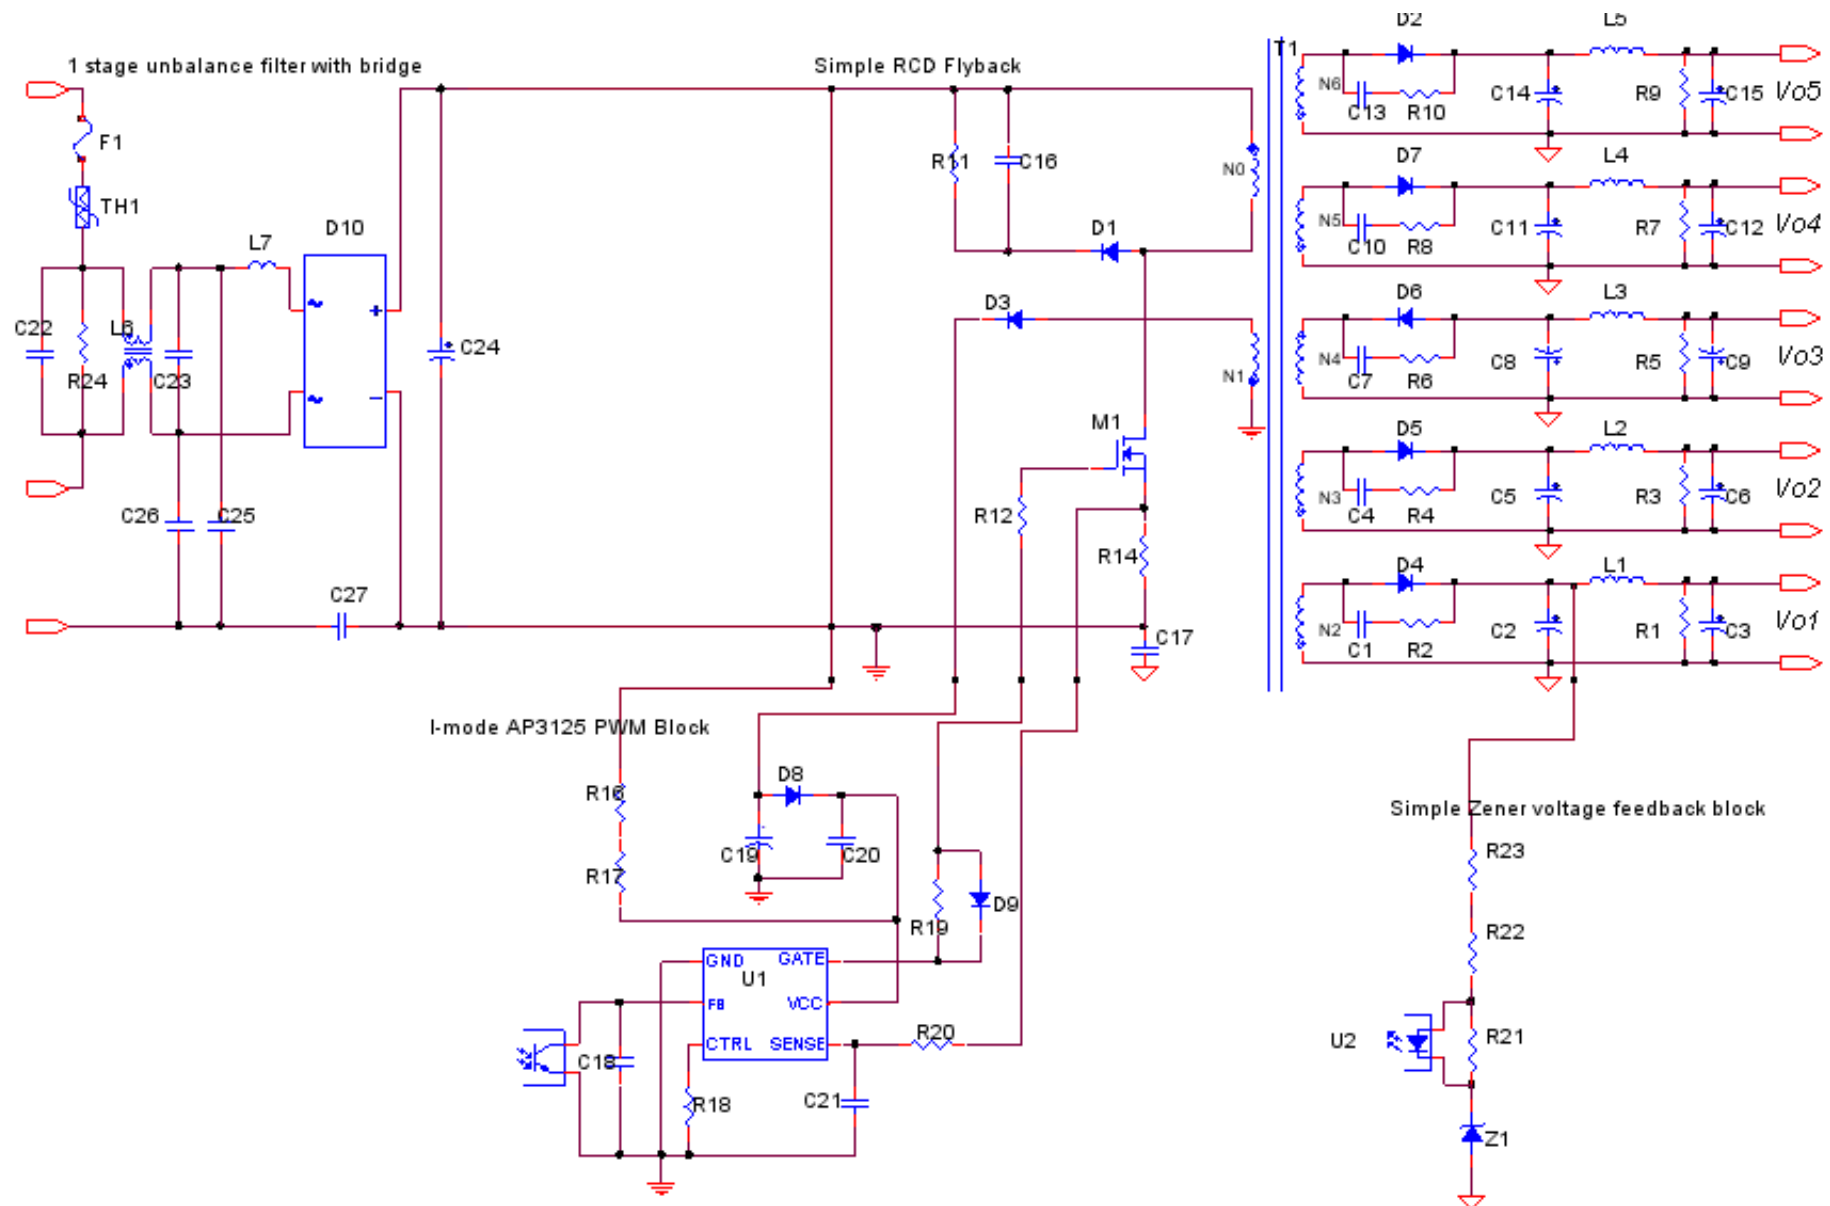 D2
L5
1 stage unbalance filter with bridge
Simple RCD Flyback
T1
N6
C13
R10
C14
R9
C15
Vo5
F1
R11
C16
N0
D7
L4
TH1
N5
C10
R8
C11
R7
C12
Vo4
L7
D10
D1
D3
D6
L3
C22
L6
R24
C23
+
-
C24
N1
N4
C7
R6
C8
R5
C9
Vo3
M1
D5
L2
C26
C25
R12
R14
N3
C4
R4
C5
R3
C6
Vo2
D4
L1
C27
C17
N2
C1
R2
C2
R1
C3
Vo1
I-mode AP3125 PWM Block
D8
R16
C19
C20
R17
Simple Zener voltage feedback block
R23
R19
D9
R22
GND
GATE
U1
FB
VCC
CTRL
SENSE
R20
C18
R18
C21
U2
R21
Z1